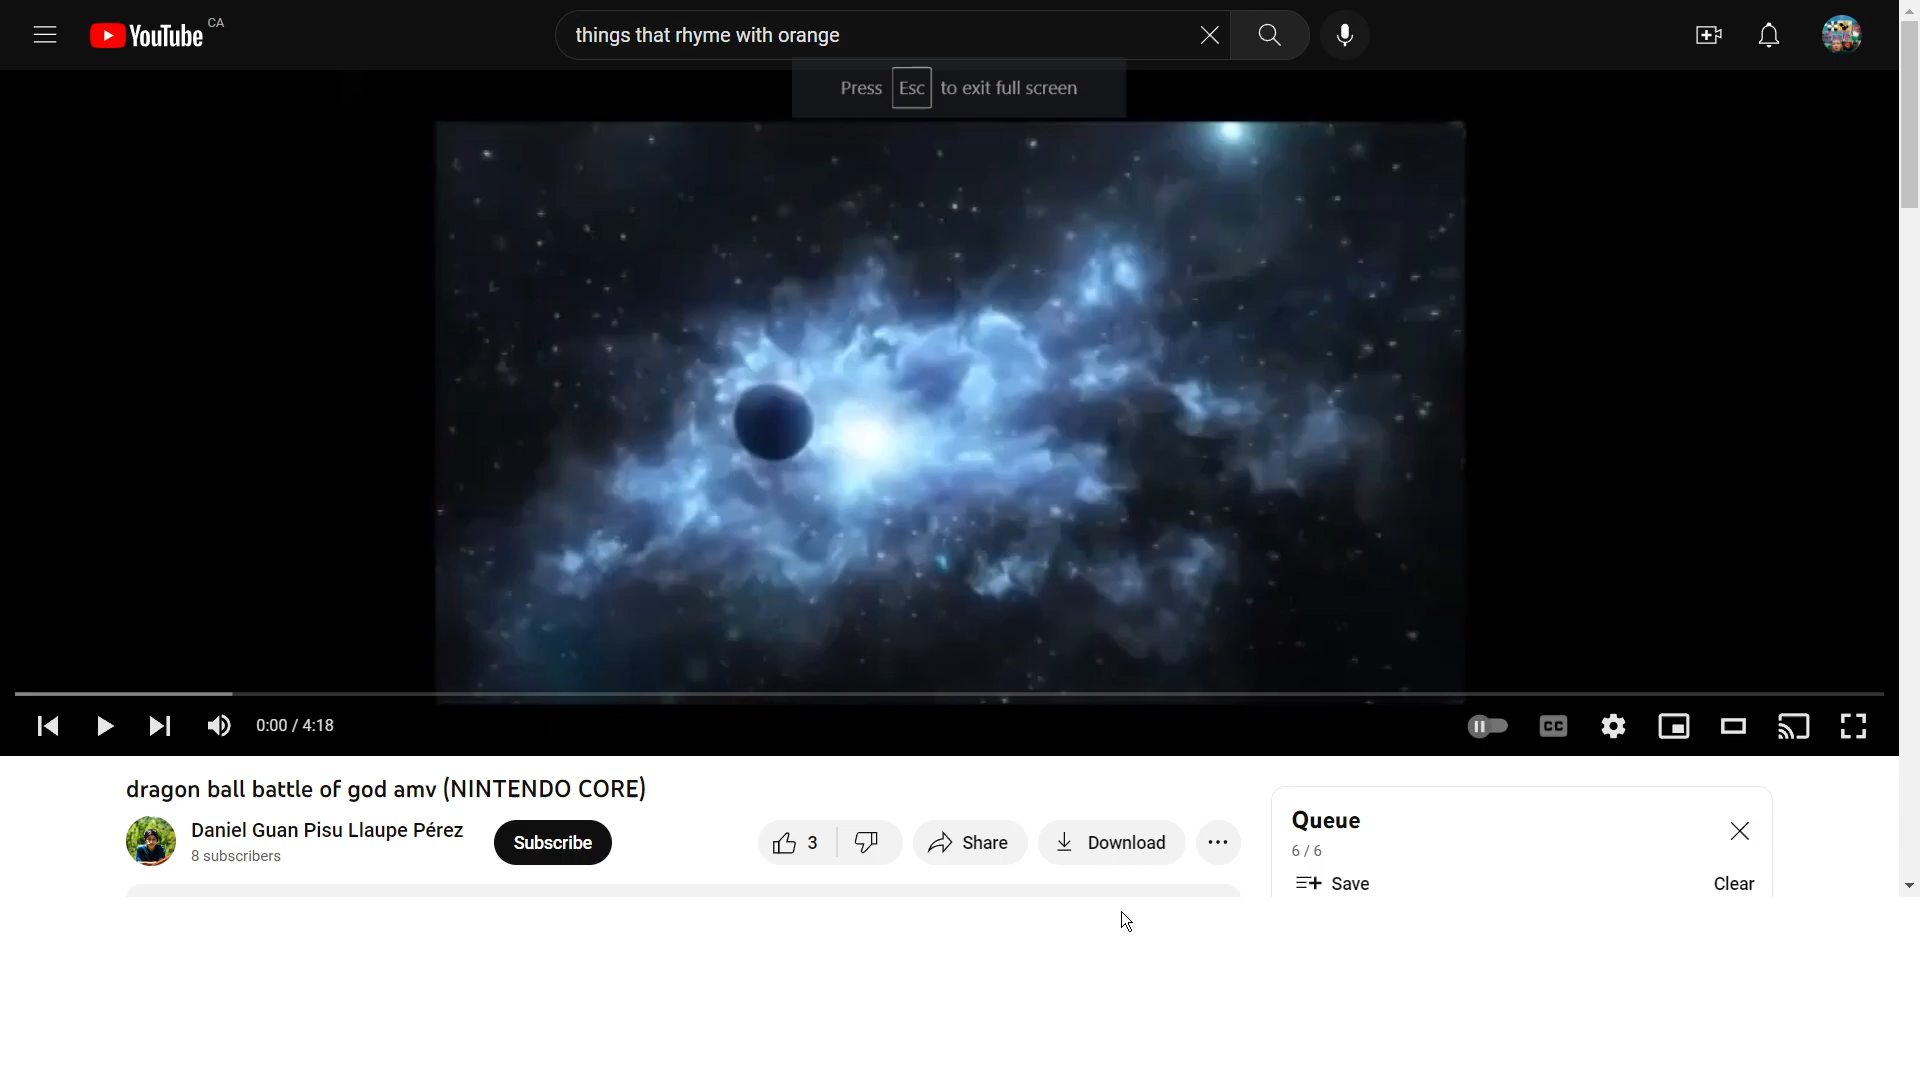 YouTube CA
things that rhyme with orange
Press Esc to exit full screen
0:00 / 4:18
CC
dragon ball battle of god amv (NINTENDO CORE)
Daniel Guan Pisu Llaupe Pérez
8 subscribers
Subscribe
3
Share
Download
Queue
6 / 6
Save
Clear